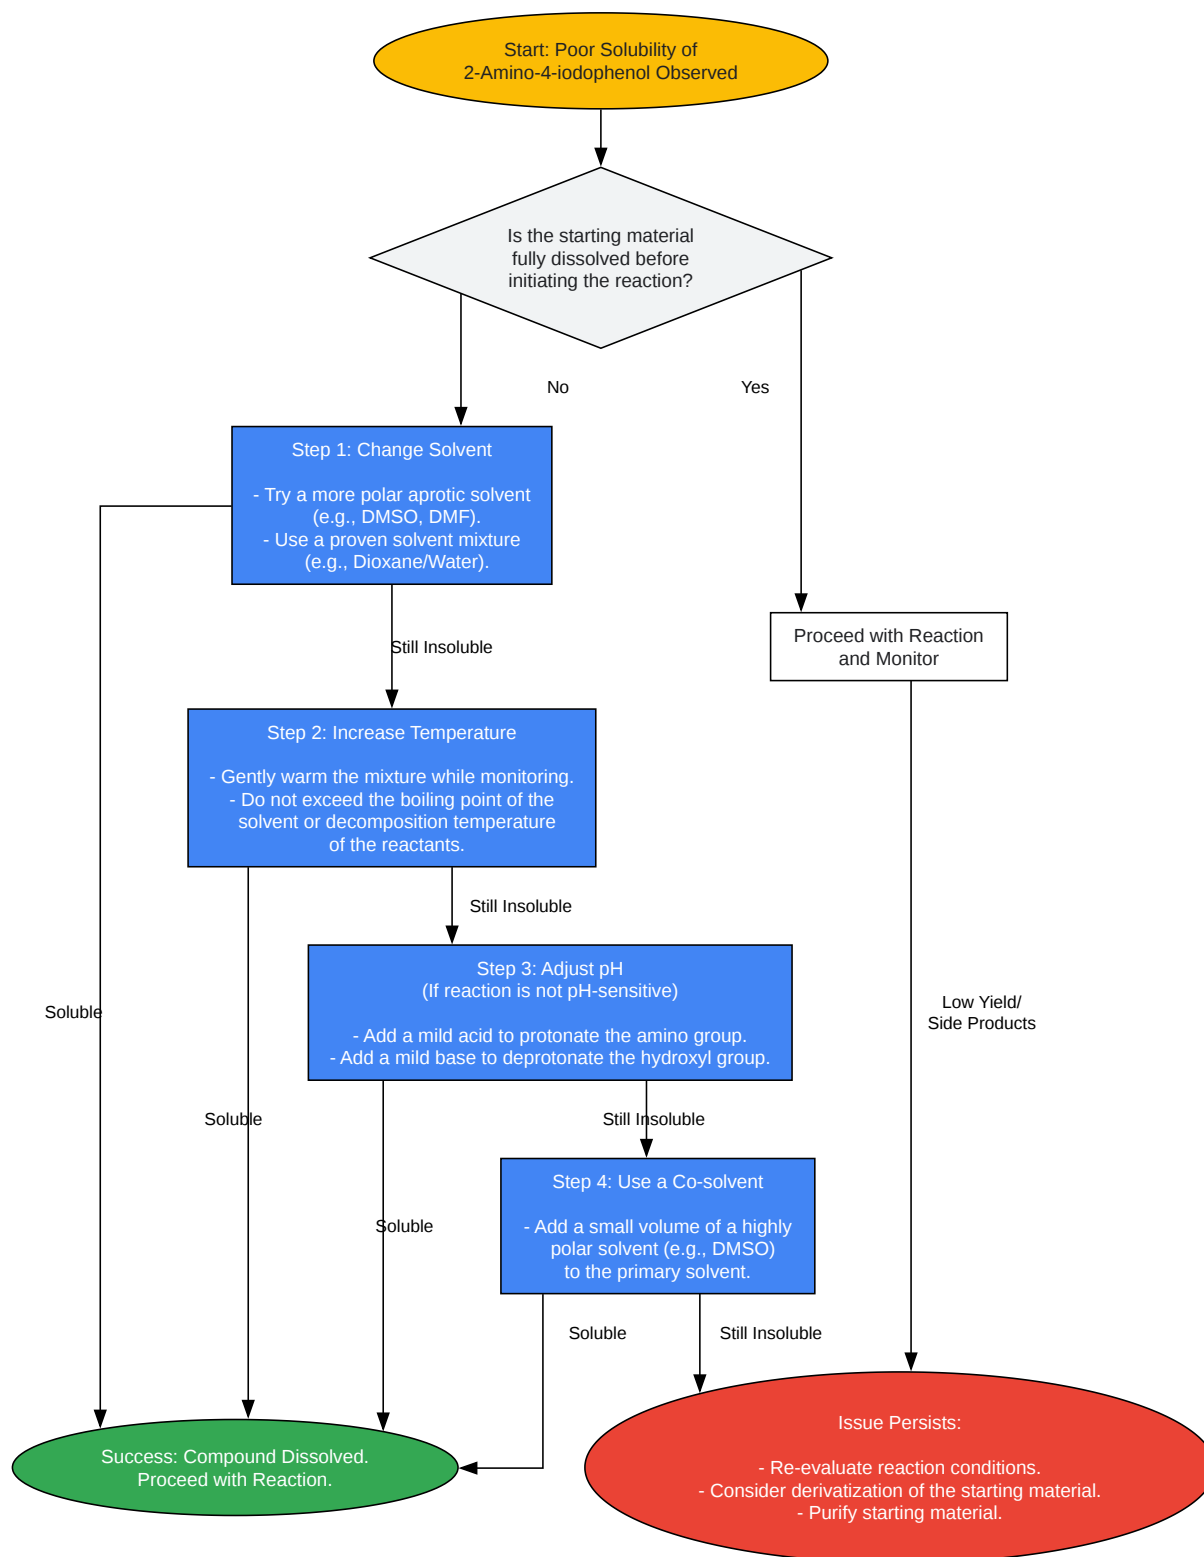 Start: Poor Solubility of
2-Amino-4-iodophenol Observed
Is the starting material
fully dissolved before
initiating the reaction?
No
Yes
Step 1: Change Solvent
- Try a more polar aprotic solvent
(e.g., DMSO, DMF).
- Use a proven solvent mixture
(e.g., Dioxane/Water).
Still Insoluble
Proceed with Reaction
and Monitor
Step 2: Increase Temperature
- Gently warm the mixture while monitoring.
- Do not exceed the boiling point of the
solvent or decomposition temperature
of the reactants.
Still Insoluble
Step 3: Adjust pH
(If reaction is not pH-sensitive)
- Add a mild acid to protonate the amino group.
- Add a mild base to deprotonate the hydroxyl group.
Soluble
Low Yield/
Side Products
Soluble
Still Insoluble
Step 4: Use a Co-solvent
- Add a small volume of a highly
polar solvent (e.g., DMSO)
to the primary solvent.
Soluble
Soluble
Still Insoluble
Success: Compound Dissolved.
Proceed with Reaction.
Issue Persists:
- Re-evaluate reaction conditions.
- Consider derivatization of the starting material.
- Purify starting material.